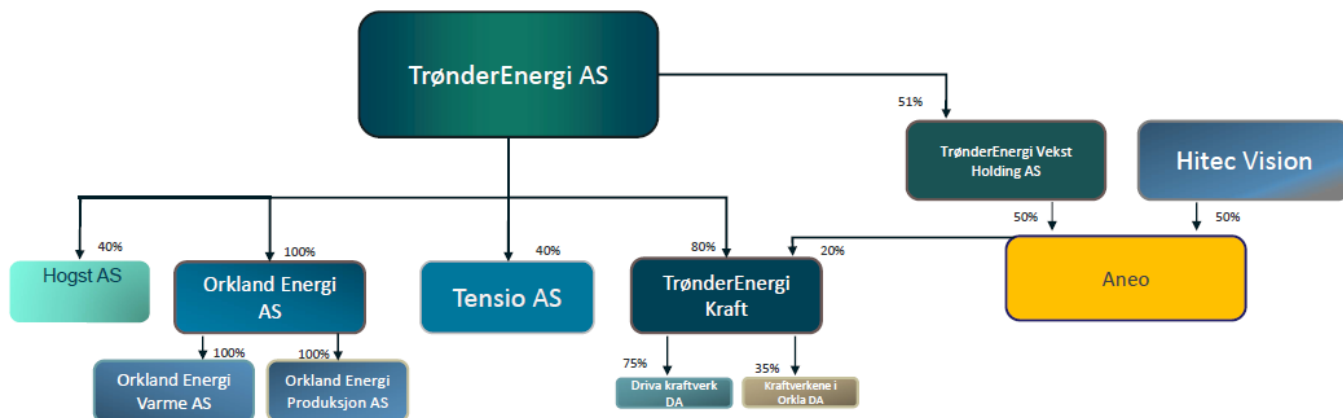 TrønderEnergi AS
51%
TrønderEnergi Vekst
Holding AS
Hitec Vision
50%
50%
40%
100%
40%
80%
20%
Hogst AS
Orkland Energi
AS
Tensio AS
TrønderEnergi
Kraft
Aneo
100%
100%
75%
35%
Orkland Energi
Varme AS
Orkland Energi
Produksjon AS
Driva kraftverk
DA
Kraftverkene i
Orkla DA